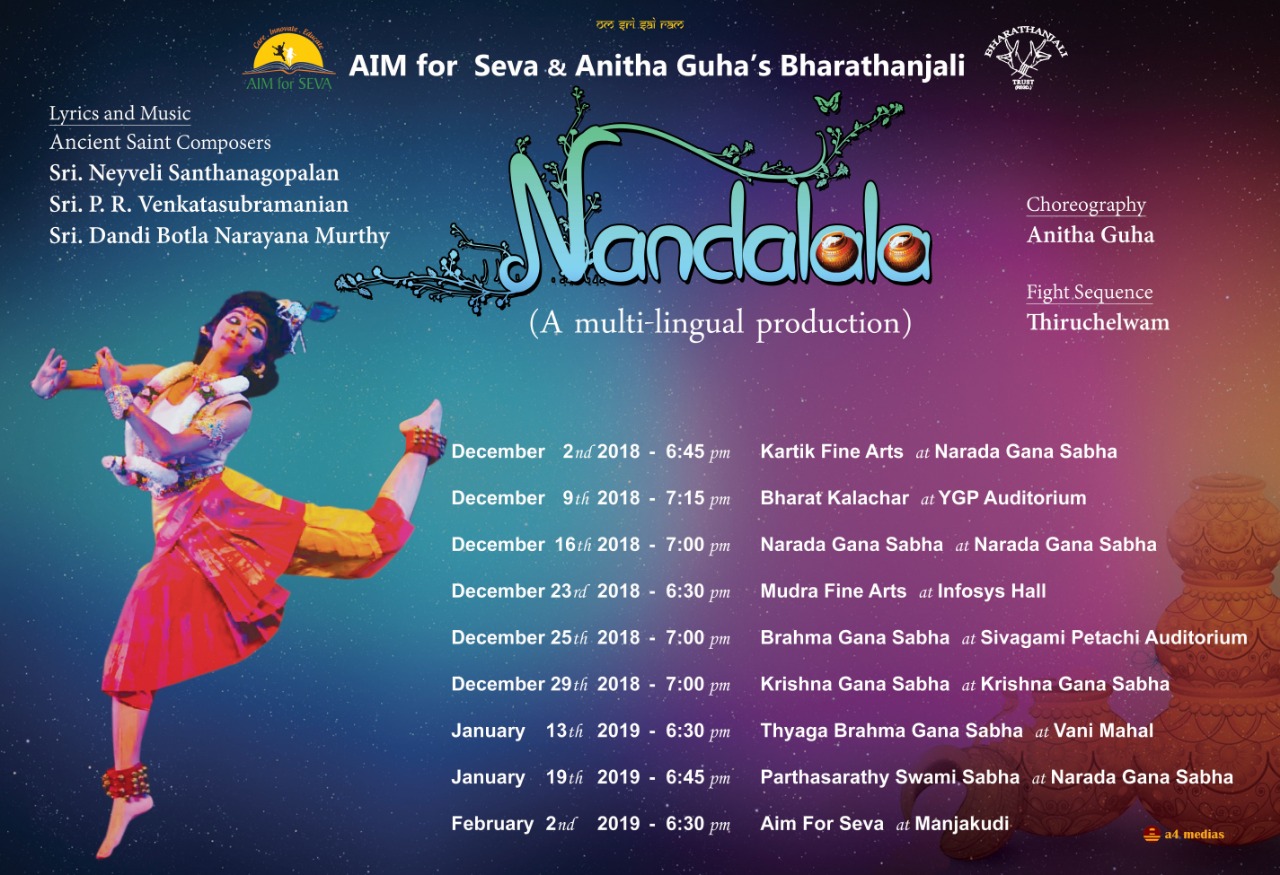 om sri sai ram
Care . Innovate . Educate
AIM for SEVA
AIM for Seva & Anitha Guha's Bharathanjali
BHARATHANJALI
TRUST
(REGD.)
Lyrics and Music
Ancient Saint Composers
Sri. Neyveli Santhanagopalan
Sri. P. R. Venkatasubramanian
Sri. Dandi Botla Narayana Murthy
Nandalala
(A multi-lingual production)
Choreography
Anitha Guha
Fight Sequence
Thiruchelwam
December 2nd 2018 - 6:45 pm Kartik Fine Arts at Narada Gana Sabha
December 9th 2018 - 7:15 pm Bharat Kalachar at YGP Auditorium
December 16th 2018 - 7:00 pm Narada Gana Sabha at Narada Gana Sabha
December 23rd 2018 - 6:30 pm Mudra Fine Arts at Infosys Hall
December 25th 2018 - 7:00 pm Brahma Gana Sabha at Sivagami Petachi Auditorium
December 29th 2018 - 7:00 pm Krishna Gana Sabha at Krishna Gana Sabha
January 13th 2019 - 6:30 pm Thyaga Brahma Gana Sabha at Vani Mahal
January 19th 2019 - 6:45 pm Parthasarathy Swami Sabha at Narada Gana Sabha
February 2nd 2019 - 6:30 pm Aim For Seva at Manjakudi
a4 medias